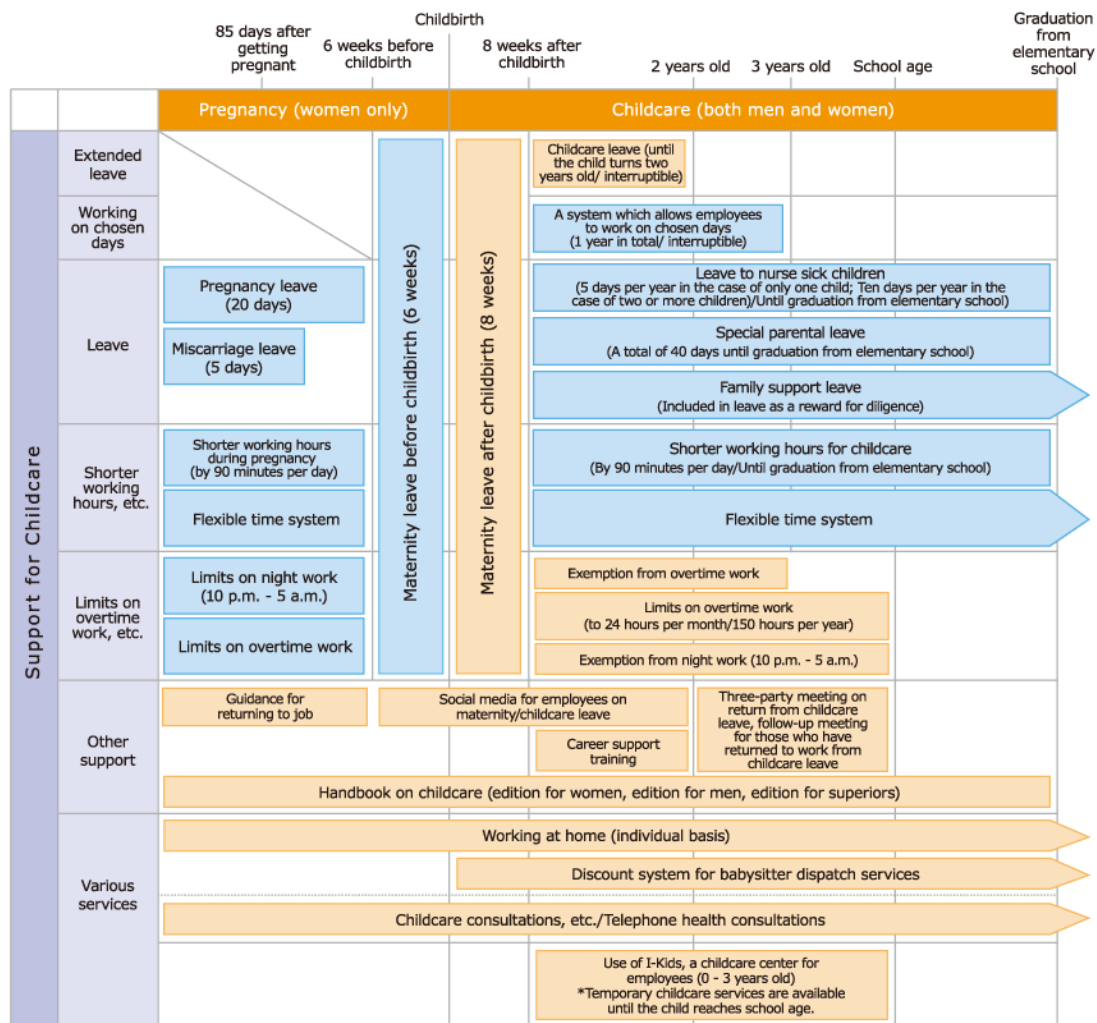 Childbirth
85 days after
getting
pregnant
6 weeks before
childbirth
8 weeks after
childbirth
2 years old
3 years old
School age
Graduation
from
elementary
school
Pregnancy (women only)
Childcare (both men and women)
Support for Childcare
Extended
leave
Childcare leave (until
the child turns two
years old/ interruptible)
Working
on chosen
days
A system which allows employees
to work on chosen days
(1 year in total/ interruptible)
Maternity leave before childbirth (6 weeks)
Maternity leave after childbirth (8 weeks)
Leave
Pregnancy leave
(20 days)
Miscarriage leave
(5 days)
Leave to nurse sick children
(5 days per year in the case of only one child; Ten days per year in the
case of two or more children)/Until graduation from elementary school)
Special parental leave
(A total of 40 days until graduation from elementary school)
Family support leave
(Included in leave as a reward for diligence)
Shorter
working
hours, etc.
Shorter working hours
during pregnancy
(by 90 minutes per day)
Flexible time system
Shorter working hours for childcare
(By 90 minutes per day/Until graduation from elementary school)
Flexible time system
Limits on
overtime
work, etc.
Limits on night work
(10 p.m. - 5 a.m.)
Limits on overtime work
Exemption from overtime work
Limits on overtime work
(to 24 hours per month/150 hours per year)
Exemption from night work (10 p.m. - 5 a.m.)
Other
support
Guidance for
returning to job
Social media for employees on
maternity/childcare leave
Career support
training
Three-party meeting on
return from childcare
leave, follow-up meeting
for those who have
returned to work from
childcare leave
Handbook on childcare (edition for women, edition for men, edition for superiors)
Various
services
Working at home (individual basis)
Discount system for babysitter dispatch services
Childcare consultations, etc./Telephone health consultations
Use of I-Kids, a childcare center for
employees (0 - 3 years old)
*Temporary childcare services are available
until the child reaches school age.